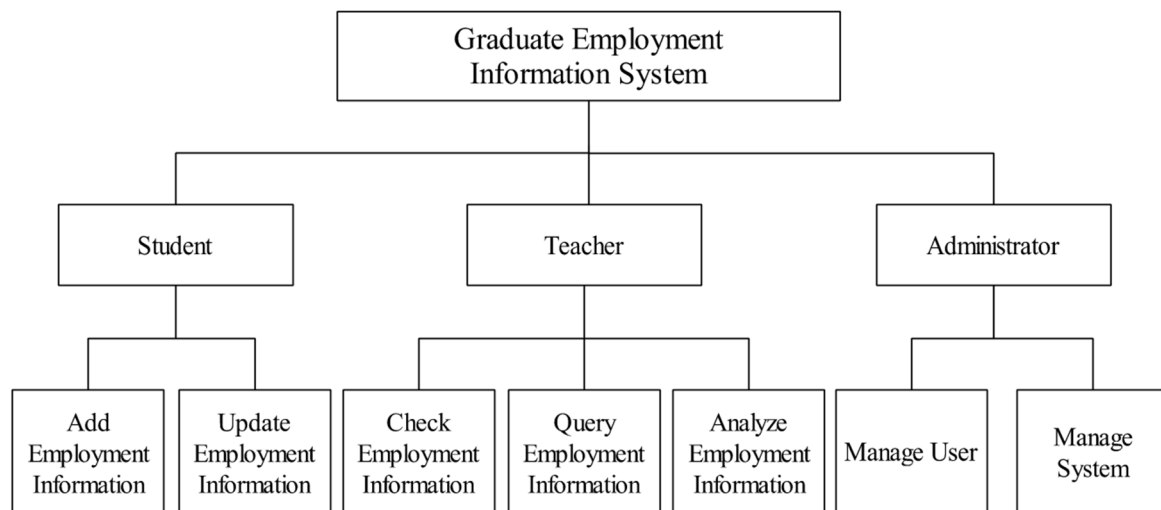 Graduate Employment
Information System
Student
Teacher
Administrator
Add
Employment
Information
Update
Employment
Information
Check
Employment
Information
Query
Employment
Information
Analyze
Employment
Information
Manage User
Manage
System